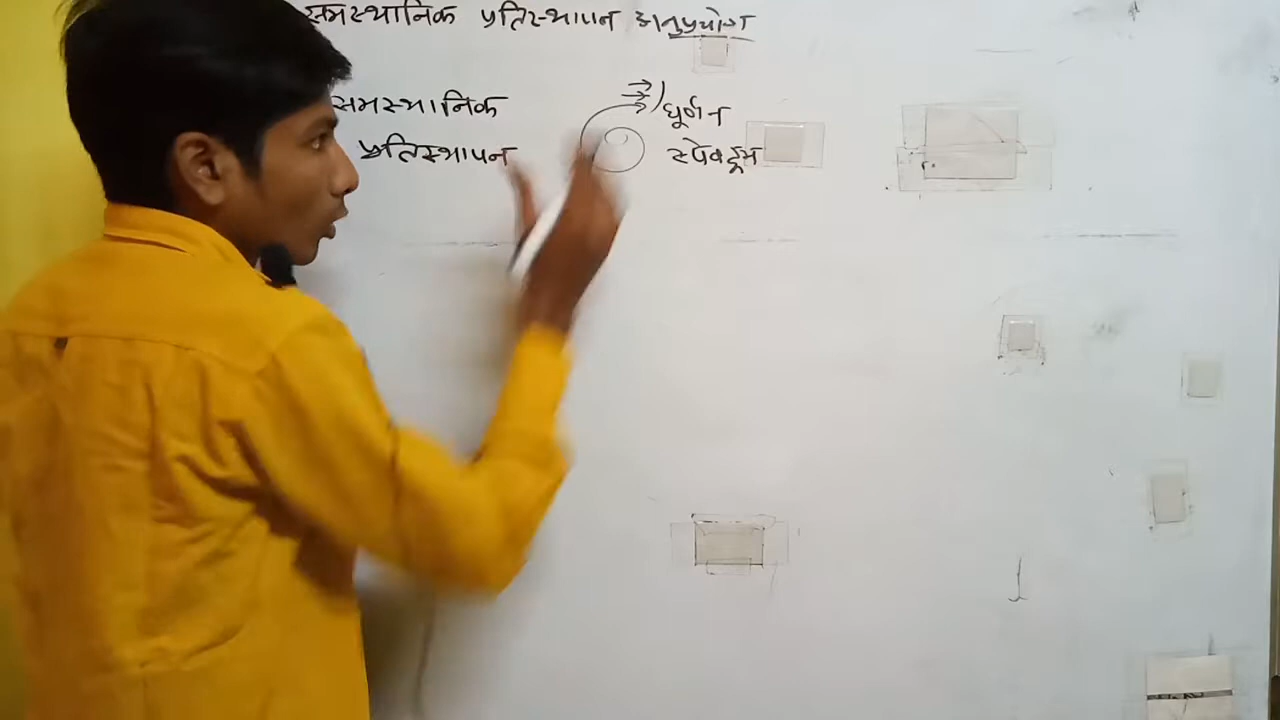 समस्थानिक प्रतिस्थापन अनुप्रयोग
समस्थानिक
प्रतिस्थापन
घूर्णन
स्पेक्ट्रम